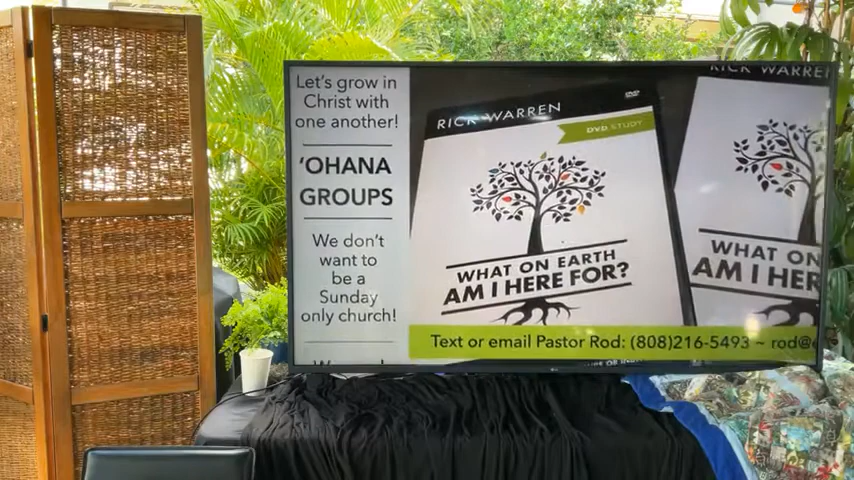 Let's grow in
Christ with
one another!
'OHANA
GROUPS
We don't
want to
be a
Sunday
only church!
RICK WARREN
DVD
DVD STUDY
WHAT ON EARTH
AM I HERE FOR?
RICK WARREN
WHAT ON
AM I HER
Text or email Pastor Rod: (808)216-5493 ~ rod@
LG